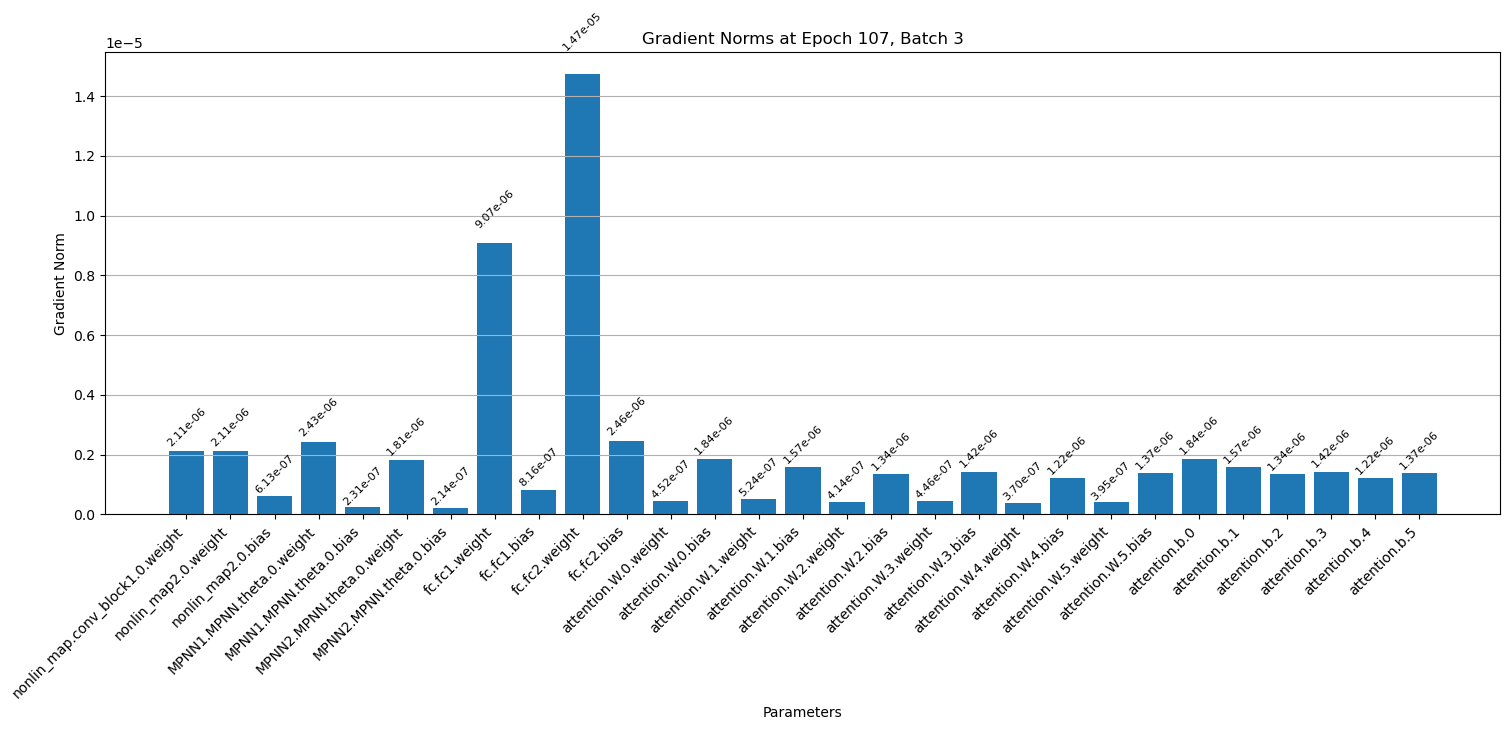 Gradient Norms at Epoch 107, Batch 3
1e−5
Gradient Norm
1.4
1.2
1.0
0.8
0.6
0.4
0.2
0.0
2.11e-06
2.11e-06
6.13e-07
2.43e-06
2.31e-07
1.81e-06
2.14e-07
9.07e-06
8.16e-07
1.47e-05
2.46e-06
4.52e-07
1.84e-06
5.24e-07
1.57e-06
4.14e-07
1.34e-06
4.46e-07
1.42e-06
3.70e-07
1.22e-06
3.95e-07
1.37e-06
1.84e-06
1.57e-06
1.34e-06
1.42e-06
1.22e-06
1.37e-06
nonlin_map.conv_block1.0.weight
nonlin_map2.0.weight
nonlin_map2.0.bias
MPNN1.MPNN.theta.0.weight
MPNN1.MPNN.theta.0.bias
MPNN2.MPNN.theta.0.weight
MPNN2.MPNN.theta.0.bias
fc.fc1.weight
fc.fc1.bias
fc.fc2.weight
fc.fc2.bias
attention.W.0.weight
attention.W.0.bias
attention.W.1.weight
attention.W.1.bias
attention.W.2.weight
attention.W.2.bias
attention.W.3.weight
attention.W.3.bias
attention.W.4.weight
attention.W.4.bias
attention.W.5.weight
attention.W.5.bias
attention.b.0
attention.b.1
attention.b.2
attention.b.3
attention.b.4
attention.b.5
Parameters